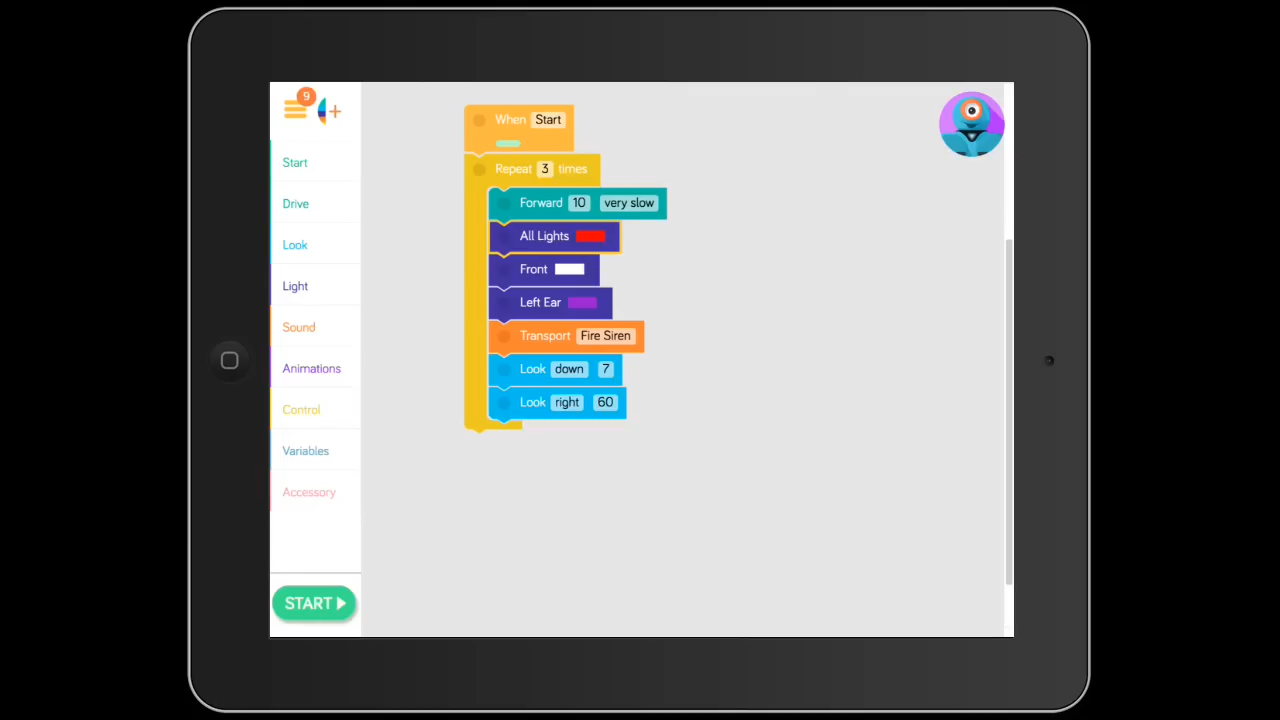 9
+
Start
Drive
Look
Light
Sound
Animations
Control
Variables
Accessory
START
When Start
Repeat 3 times
Forward 10 very slow
All Lights
Front
Left Ear
Transport Fire Siren
Look down 7
Look right 60